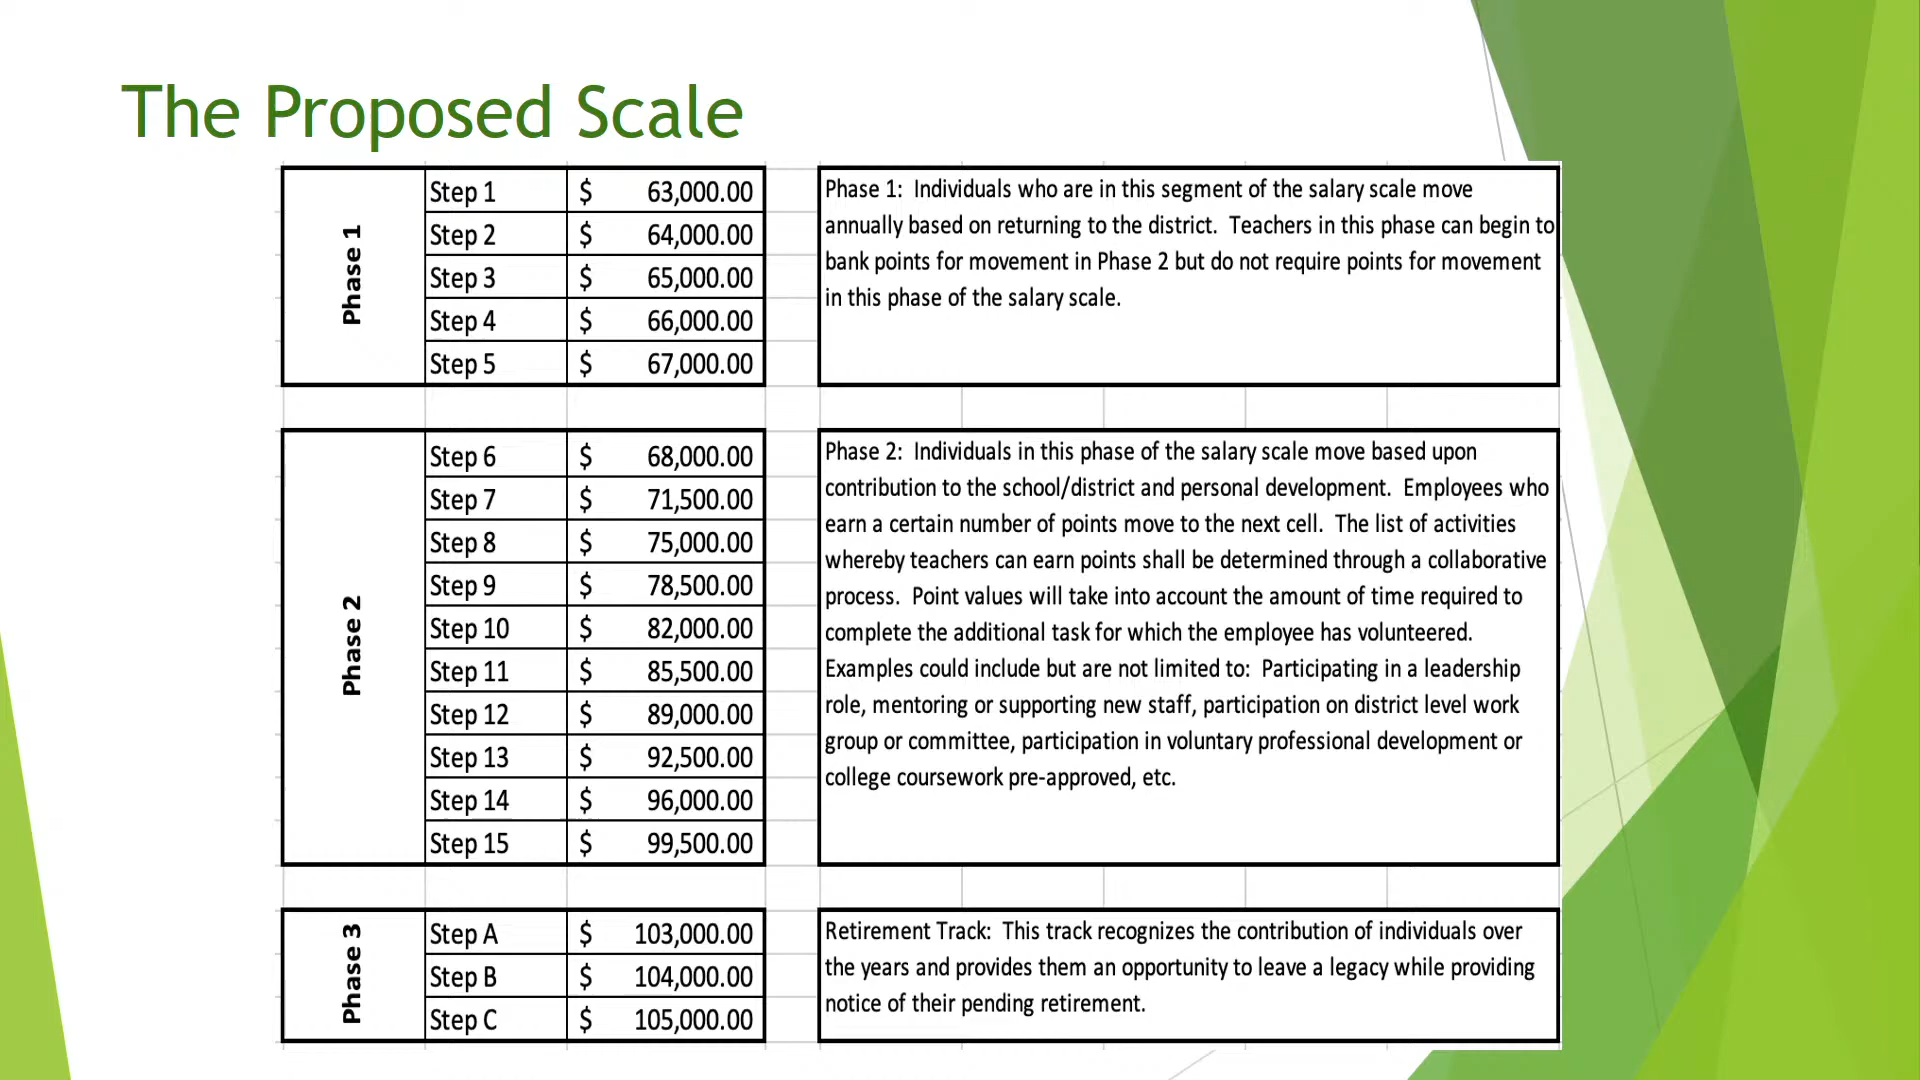 The Proposed Scale
Phase 1
Step 1 $ 63,000.00
Step 2 $ 64,000.00
Step 3 $ 65,000.00
Step 4 $ 66,000.00
Step 5 $ 67,000.00
Phase 1:  Individuals who are in this segment of the salary scale move
annually based on returning to the district.  Teachers in this phase can begin to
bank points for movement in Phase 2 but do not require points for movement
in this phase of the salary scale.
Phase 2
Step 6 $ 68,000.00
Step 7 $ 71,500.00
Step 8 $ 75,000.00
Step 9 $ 78,500.00
Step 10 $ 82,000.00
Step 11 $ 85,500.00
Step 12 $ 89,000.00
Step 13 $ 92,500.00
Step 14 $ 96,000.00
Step 15 $ 99,500.00
Phase 2:  Individuals in this phase of the salary scale move based upon
contribution to the school/district and personal development.  Employees who
earn a certain number of points move to the next cell.  The list of activities
whereby teachers can earn points shall be determined through a collaborative
process.  Point values will take into account the amount of time required to
complete the additional task for which the employee has volunteered.
Examples could include but are not limited to:  Participating in a leadership
role, mentoring or supporting new staff, participation on district level work
group or committee, participation in voluntary professional development or
college coursework pre-approved, etc.
Phase 3
Step A $ 103,000.00
Step B $ 104,000.00
Step C $ 105,000.00
Retirement Track:  This track recognizes the contribution of individuals over
the years and provides them an opportunity to leave a legacy while providing
notice of their pending retirement.